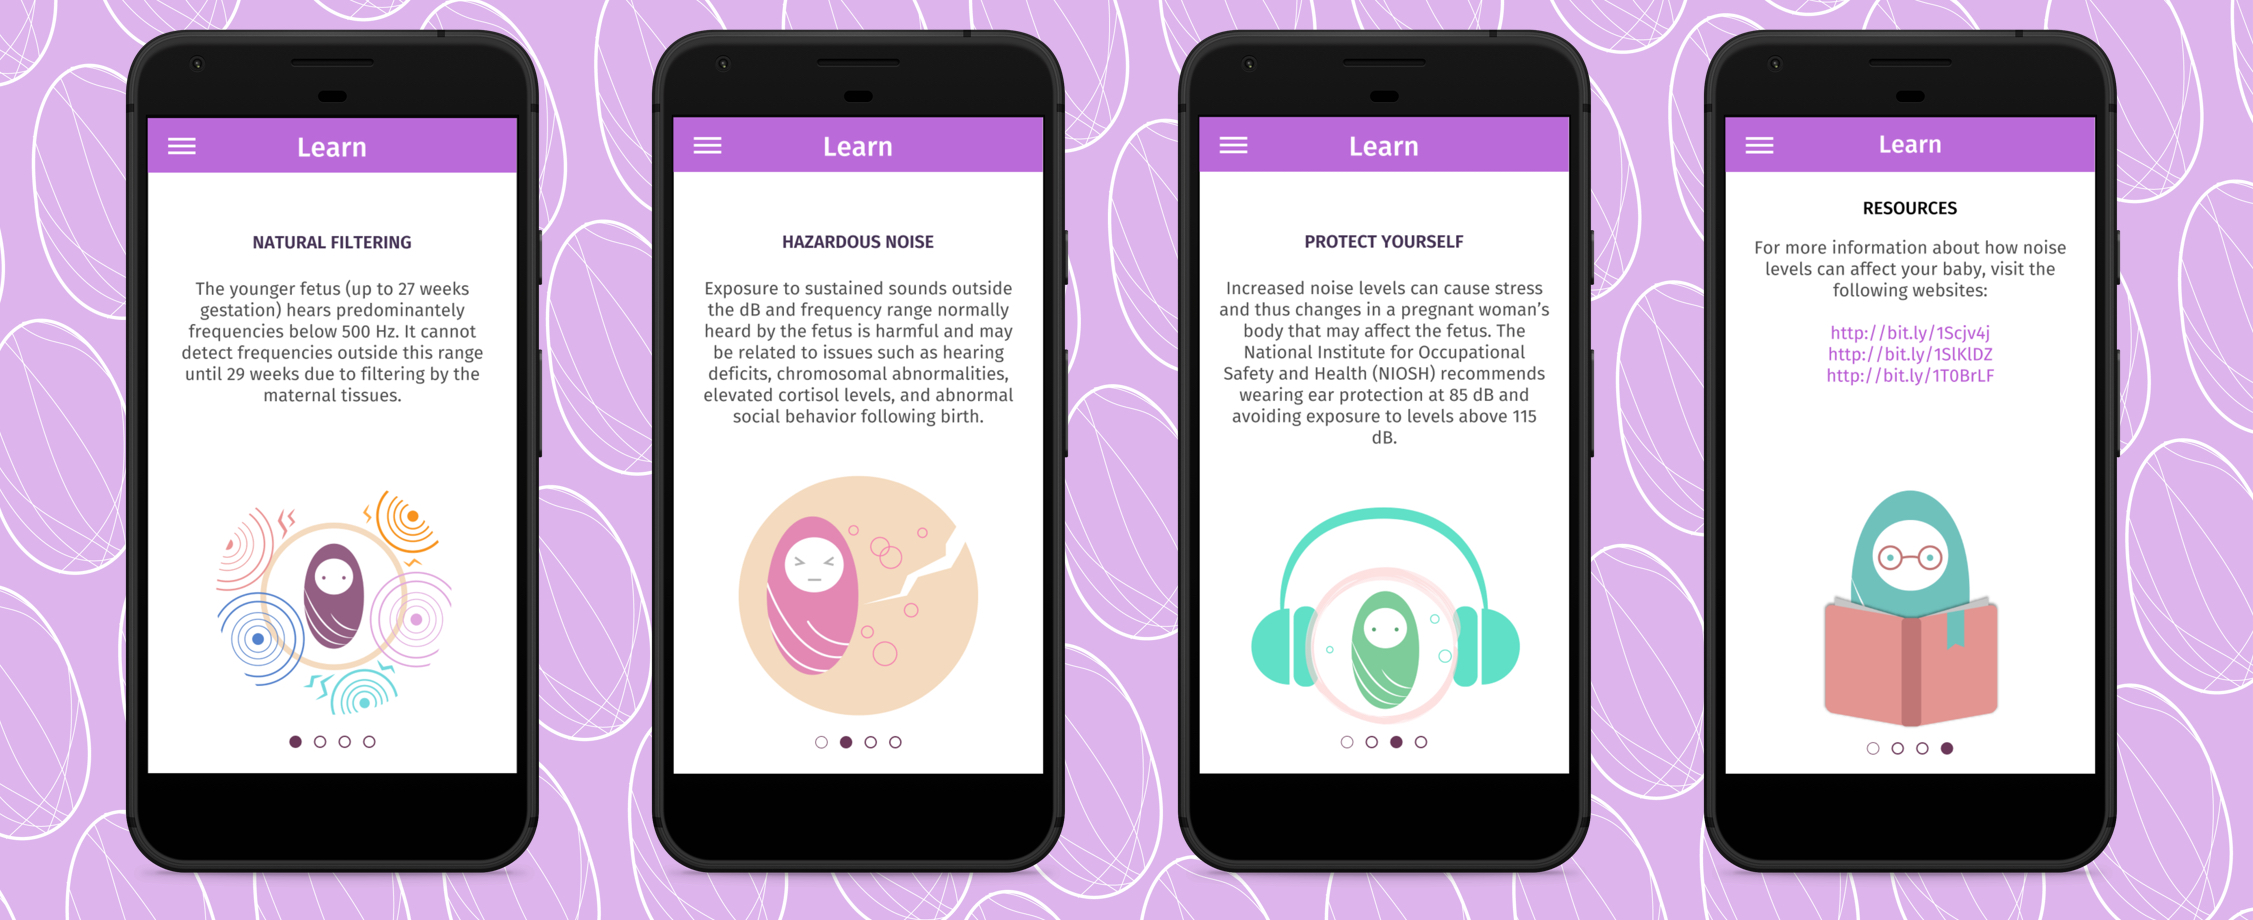 Learn
NATURAL FILTERING
The younger fetus (up to 27 weeks
gestation) hears predominantely
frequencies below 500 Hz. It cannot
detect frequencies outside this range
until 29 weeks due to filtering by the
maternal tissues.
Learn
HAZARDOUS NOISE
Exposure to sustained sounds outside
the dB and frequency range normally
heard by the fetus is harmful and may
be related to issues such as hearing
deficits, chromosomal abnormalities,
elevated cortisol levels, and abnormal
social behavior following birth.
Learn
PROTECT YOURSELF
Increased noise levels can cause stress
and thus changes in a pregnant woman’s
body that may affect the fetus. The
National Institute for Occupational
Safety and Health (NIOSH) recommends
wearing ear protection at 85 dB and
avoiding exposure to levels above 115
dB.
Learn
RESOURCES
For more information about how noise
levels can affect your baby, visit the
following websites:
http://bit.ly/1Scjv4j
http://bit.ly/1SlKlDZ
http://bit.ly/1T0BrLF